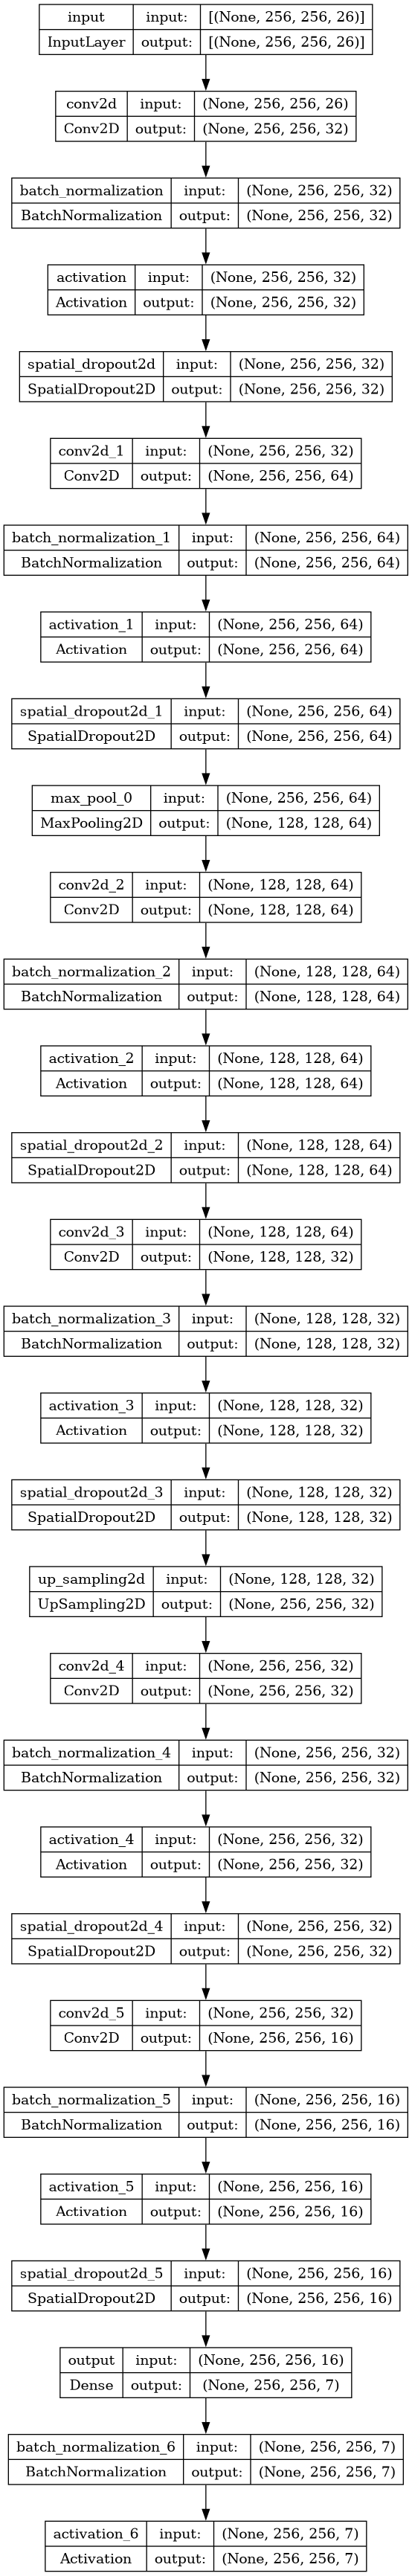 input input: [(None, 256, 256, 26)]
InputLayer output: [(None, 256, 256, 26)]
conv2d input: (None, 256, 256, 26)
Conv2D output: (None, 256, 256, 32)
batch_normalization input: (None, 256, 256, 32)
BatchNormalization output: (None, 256, 256, 32)
activation input: (None, 256, 256, 32)
Activation output: (None, 256, 256, 32)
spatial_dropout2d input: (None, 256, 256, 32)
SpatialDropout2D output: (None, 256, 256, 32)
conv2d_1 input: (None, 256, 256, 32)
Conv2D output: (None, 256, 256, 64)
batch_normalization_1 input: (None, 256, 256, 64)
BatchNormalization output: (None, 256, 256, 64)
activation_1 input: (None, 256, 256, 64)
Activation output: (None, 256, 256, 64)
spatial_dropout2d_1 input: (None, 256, 256, 64)
SpatialDropout2D output: (None, 256, 256, 64)
max_pool_0 input: (None, 256, 256, 64)
MaxPooling2D output: (None, 128, 128, 64)
conv2d_2 input: (None, 128, 128, 64)
Conv2D output: (None, 128, 128, 64)
batch_normalization_2 input: (None, 128, 128, 64)
BatchNormalization output: (None, 128, 128, 64)
activation_2 input: (None, 128, 128, 64)
Activation output: (None, 128, 128, 64)
spatial_dropout2d_2 input: (None, 128, 128, 64)
SpatialDropout2D output: (None, 128, 128, 64)
conv2d_3 input: (None, 128, 128, 64)
Conv2D output: (None, 128, 128, 32)
batch_normalization_3 input: (None, 128, 128, 32)
BatchNormalization output: (None, 128, 128, 32)
activation_3 input: (None, 128, 128, 32)
Activation output: (None, 128, 128, 32)
spatial_dropout2d_3 input: (None, 128, 128, 32)
SpatialDropout2D output: (None, 128, 128, 32)
up_sampling2d input: (None, 128, 128, 32)
UpSampling2D output: (None, 256, 256, 32)
conv2d_4 input: (None, 256, 256, 32)
Conv2D output: (None, 256, 256, 32)
batch_normalization_4 input: (None, 256, 256, 32)
BatchNormalization output: (None, 256, 256, 32)
activation_4 input: (None, 256, 256, 32)
Activation output: (None, 256, 256, 32)
spatial_dropout2d_4 input: (None, 256, 256, 32)
SpatialDropout2D output: (None, 256, 256, 32)
conv2d_5 input: (None, 256, 256, 32)
Conv2D output: (None, 256, 256, 16)
batch_normalization_5 input: (None, 256, 256, 16)
BatchNormalization output: (None, 256, 256, 16)
activation_5 input: (None, 256, 256, 16)
Activation output: (None, 256, 256, 16)
spatial_dropout2d_5 input: (None, 256, 256, 16)
SpatialDropout2D output: (None, 256, 256, 16)
output input: (None, 256, 256, 16)
Dense output: (None, 256, 256, 7)
batch_normalization_6 input: (None, 256, 256, 7)
BatchNormalization output: (None, 256, 256, 7)
activation_6 input: (None, 256, 256, 7)
Activation output: (None, 256, 256, 7)